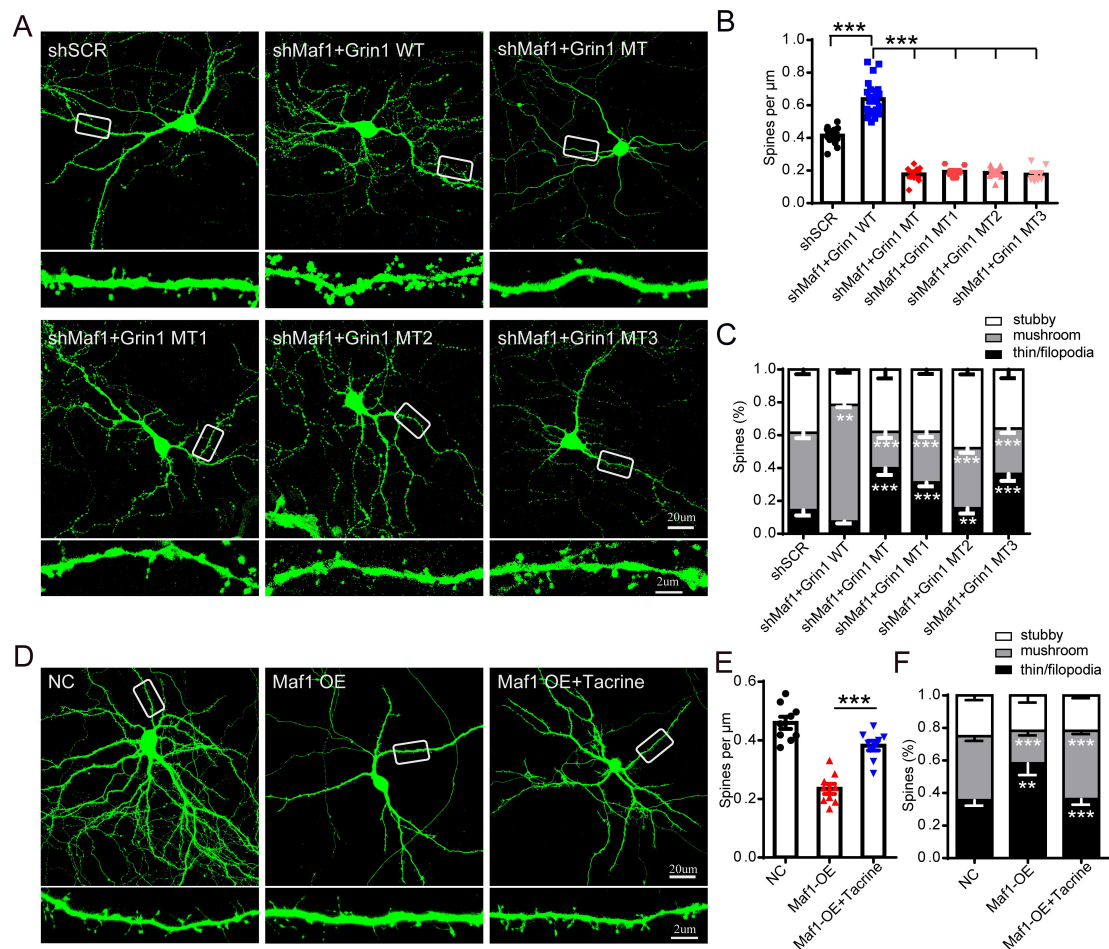 A
shSCR
shMaf1+Grin1 WT
shMaf1+Grin1 MT
shMaf1+Grin1 MT1
shMaf1+Grin1 MT2
shMaf1+Grin1 MT3
20um
2um
B
***
***
Spines per µm
1.0
0.8
0.6
0.4
0.2
0.0
shSCR
shMaf1+Grin1 WT
shMaf1+Grin1 MT
shMaf1+Grin1 MT1
shMaf1+Grin1 MT2
shMaf1+Grin1 MT3
C
stubby
mushroom
thin/filopodia
Spines (%)
1.0
0.8
0.6
0.4
0.2
0.0
**
***
***
***
***
***
***
**
***
shSCR
shMaf1+Grin1 WT
shMaf1+Grin1 MT
shMaf1+Grin1 MT1
shMaf1+Grin1 MT2
shMaf1+Grin1 MT3
D
NC
Maf1 OE
Maf1 OE+Tacrine
20um
2um
E
***
Spines per µm
0.6
0.4
0.2
0.0
NC
Maf1-OE
Maf1-OE+Tacrine
F
stubby
mushroom
thin/filopodia
Spines (%)
1.0
0.8
0.6
0.4
0.2
0.0
***
***
**
***
NC
Maf1-OE
Maf1-OE+Tacrine